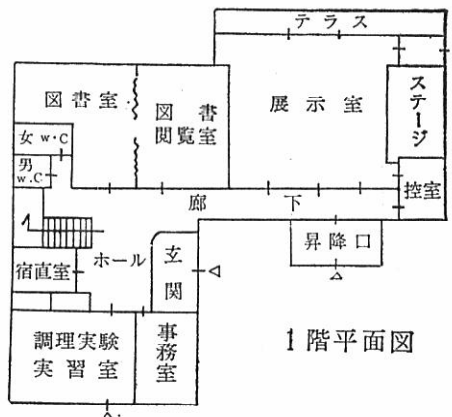 テラス
図書室
図書
閲覧室
展示室
ステージ
女 W・C
男
W.C
控室
廊下
昇降口
ホール
玄関
宿直室
調理実験
実習室
事務室
1階平面図